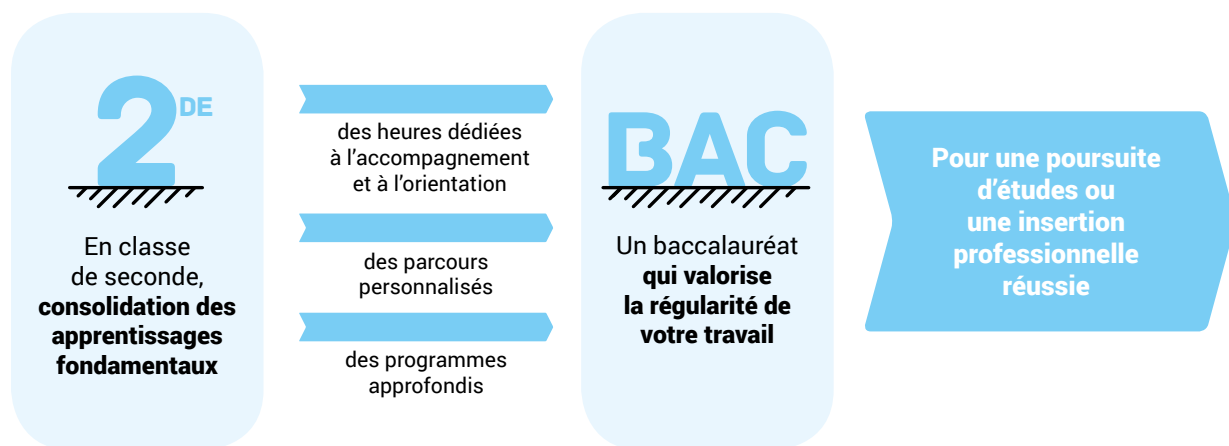 2DE
En classe
de seconde,
consolidation des
apprentissages
fondamentaux
des heures dédiées
à l’accompagnement
et à l’orientation
des parcours
personnalisés
des programmes
approfondis
BAC
Un baccalauréat
qui valorise
la régularité de
votre travail
Pour une poursuite
d’études ou
une insertion
professionnelle
réussie